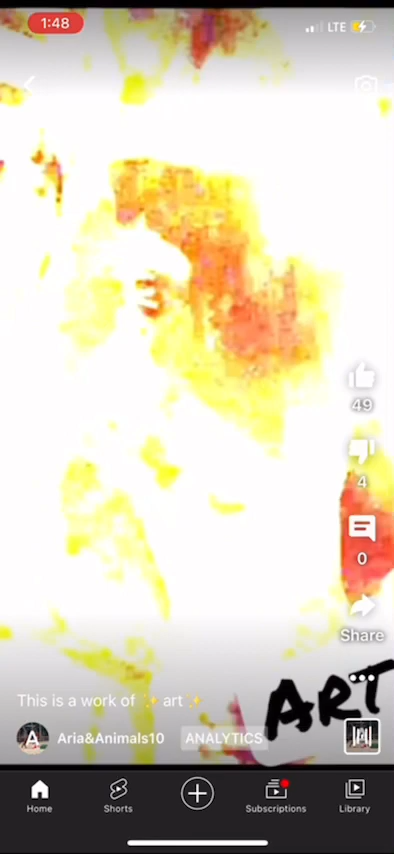 1:48
LTE
49
4
0
Share
ART
This is a work of ✨ art ✨
A Aria&Animals10 ANALYTICS
Home Shorts Subscriptions Library